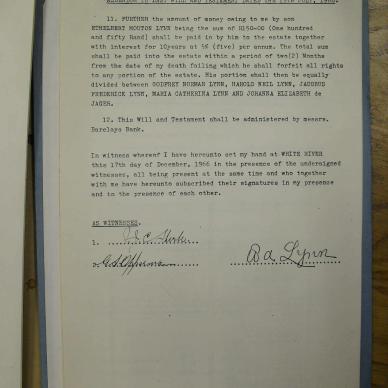 11. FURTHER the amount of money owing to me by son
ETHELBERT MOUTON LYNN being the sum of R150-00 (One hundred
and fifty Rand) shall be paid in by him to the estate together
with interest for 10years at 5% (five) per annum. The total sum
shall be paid into the estate within a period of two(2) Months
from the date of my death failing which he shall forfeit all rights
to any portion of the estate. His portion shall then be equally
divided between GODFREY NORMAN LYNN, HAROLD NEIL LYNN, JACOBUS
FREDERICK LYNN, MARIA CATHERINA LYNN AND JOHANNA ELIZABETH de
JAGER.
12. This Will and Testament shall be administered by messrs.
Barclays Bank.
In witness whereof I have hereunto set my hand at WHITE RIVER
this 17th day of December, 1966 in the presence of the undersigned
witnesses, all being present at the same time and who together
with me have hereunto subscribed their signatures in my presence
and in the presence of each other.
AS WITNESSES.
1.
Lynn